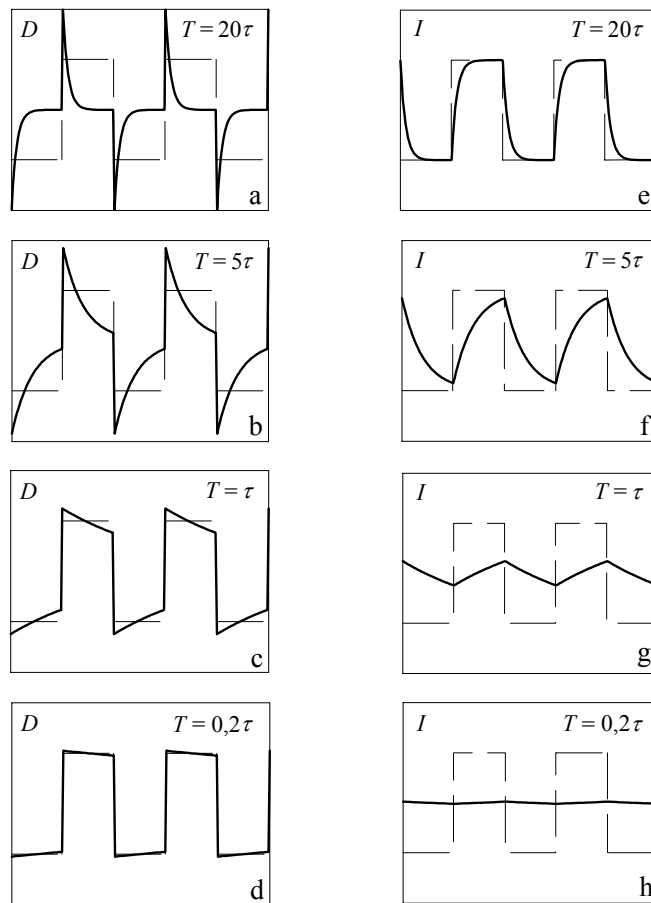 D T = 20τ
a
I T = 20τ
e
D T = 5τ
b
I T = 5τ
f
D T = τ
c
I T = τ
g
D T = 0,2τ
d
I T = 0,2τ
h